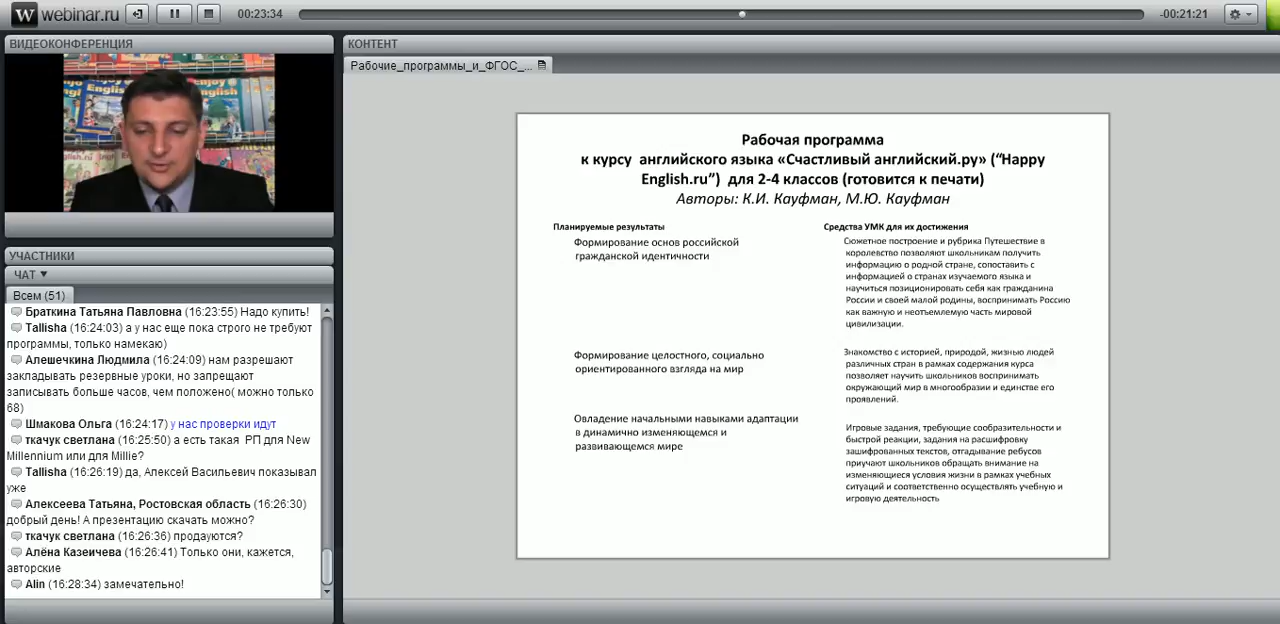 webinar.ru
00:23:34
-00:21:21
ВИДЕОКОНФЕРЕНЦИЯ
Enjoy
English
English
УЧАСТНИКИ
ЧАТ
Всем (51)
Браткина Татьяна Павловна (16:23:55) Надо купить!
Tallisha (16:24:03) а у нас еще пока строго не требуют
программы, только намекаю)
Алешечкина Людмила (16:24:09) нам разрешают
закладывать резервные уроки, но запрещают
записывать больше часов, чем положено( можно только
68)
Шмакова Ольга (16:24:17) у нас проверки идут
ткачук светлана (16:25:50) а есть такая РП для New
Millennium или для Millie?
Tallisha (16:26:19) да, Алексей Васильевич показывал
уже
Алексеева Татьяна, Ростовская область (16:26:30)
добрый день! А презентацию скачать можно?
ткачук светлана (16:26:36) продаются?
Алёна Казеичева (16:26:41) Только они, кажется,
авторские
Alin (16:28:34) замечательно!
КОНТЕНТ
Рабочие_программы_и_ФГОС_...
Рабочая программа
к курсу английского языка «Счастливый английский.ру» (“Happy
English.ru”) для 2-4 классов (готовится к печати)
Авторы: К.И. Кауфман, М.Ю. Кауфман
Планируемые результаты
Формирование основ российской
гражданской идентичности
Формирование целостного, социально
ориентированного взгляда на мир
Овладение начальными навыками адаптации
в динамично изменяющемся и
развивающемся мире
Средства УМК для их достижения
Сюжетное построение и рубрика Путешествие в
королевство позволяют школьникам получить
информацию о родной стране, сопоставить с
информацией о странах изучаемого языка и
научиться позиционировать себя как гражданина
России и своей малой родины, воспринимать Россию
как важную и неотъемлемую часть мировой
цивилизации.
Знакомство с историей, природой, жизнью людей
различных стран в рамках содержания курса
позволяет научить школьников воспринимать
окружающий мир в многообразии и единстве его
проявлений.
Игровые задания, требующие сообразительности и
быстрой реакции, задания на расшифровку
зашифрованных текстов, отгадывание ребусов
приучают школьников обращать внимание на
изменяющиеся условия жизни в рамках учебных
ситуаций и соответственно осуществлять учебную и
игровую деятельность